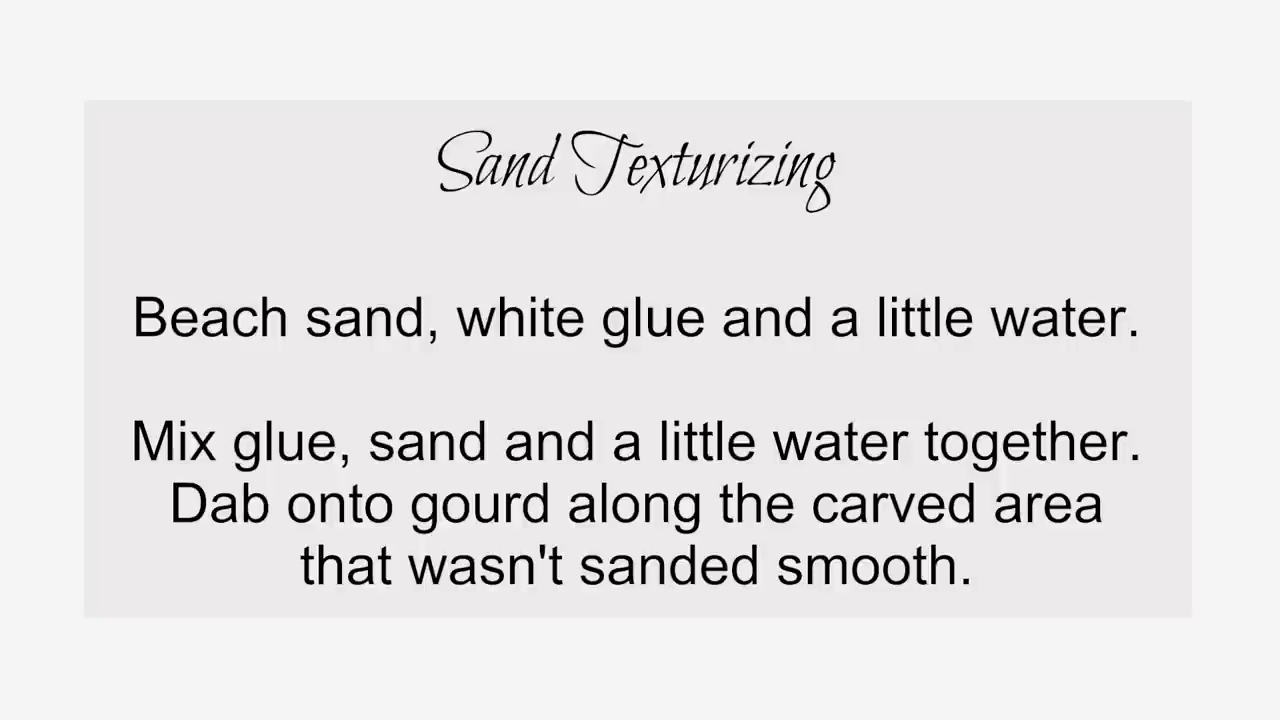 Sand Texturizing
Beach sand, white glue and a little water.
Mix glue, sand and a little water together.
Dab onto gourd along the carved area
that wasn't sanded smooth.